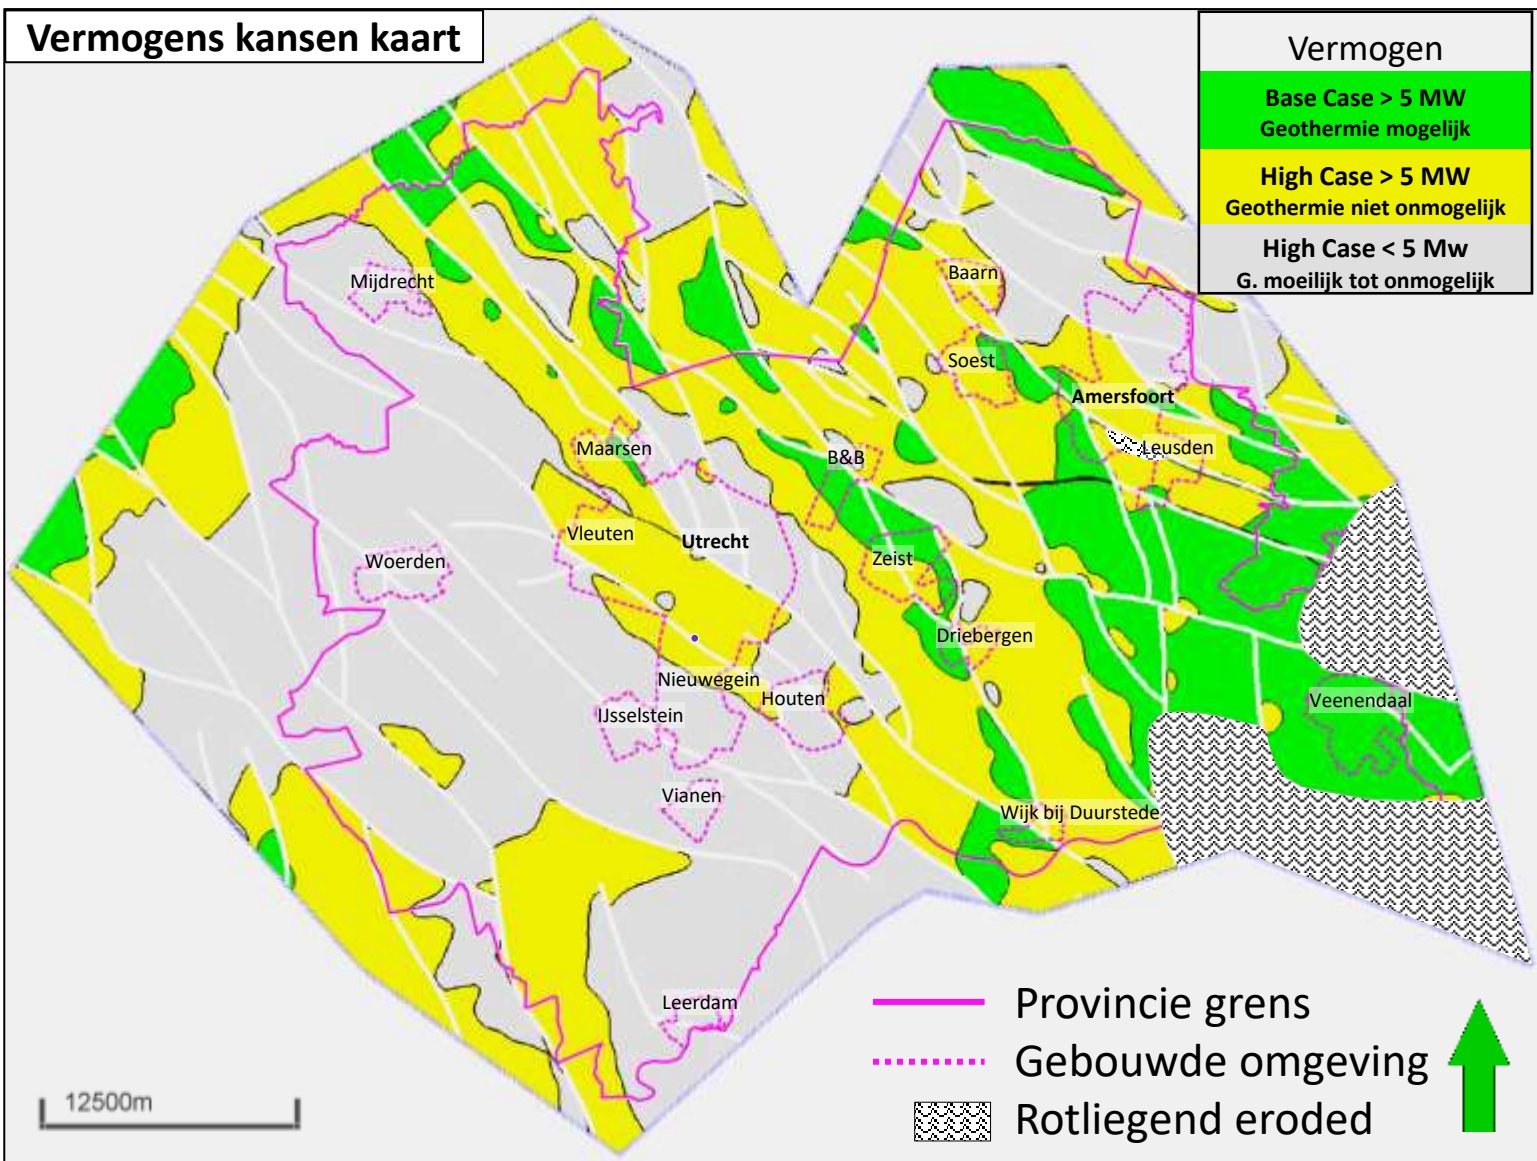 Vermogens kansen kaart
Vermogen
Base Case > 5 MW
Geothermie mogelijk
High Case > 5 MW
Geothermie niet onmogelijk
High Case < 5 Mw
G. moeilijk tot onmogelijk
Mijdrecht
Baarn
Soest
Amersfoort
Maarsen
B&B
Leusden
Vleuten
Utrecht
Woerden
Zeist
Driebergen
Nieuwegein
Houten
Veenendaal
IJsselstein
Vianen
Wijk bij Duurstede
Leerdam
Provincie grens
Gebouwde omgeving
Rotliegend eroded
12500m